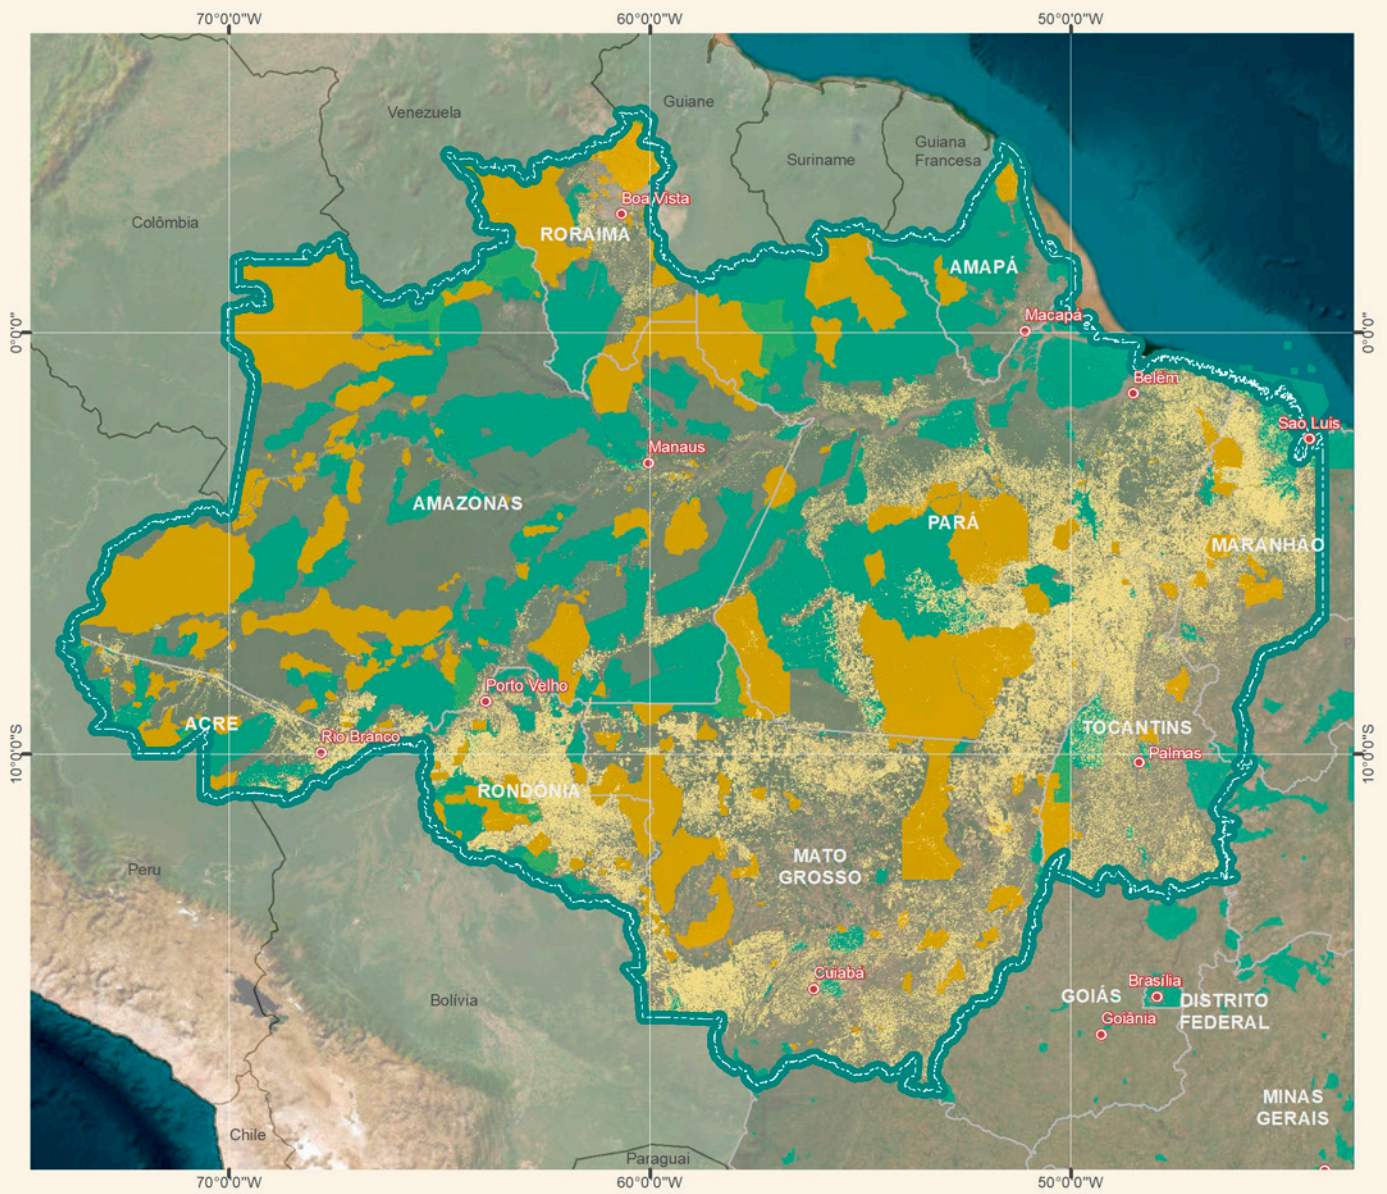 70°0'0"W
60°0'0"W
50°0'0"W
Venezuela
Guiane
Suriname
Guiana
Francesa
Colômbia
Boa Vista
RORAIMA
AMAPÁ
Macapá
0°0'0"
0°0'0"
Belém
São Luis
Manaus
AMAZONAS
PARÁ
MARANHÃO
Porto Velho
ACRE
Rio Branco
TOCANTINS
Palmas
10°0'0"S
10°0'0"S
RONDÔNIA
MATO
GROSSO
Peru
Cuiabá
Bolívia
Brasília
GOIÁS
DISTRITO
FEDERAL
Goiânia
MINAS
GERAIS
Chile
Paraguai
70°0'0"W
60°0'0"W
50°0'0"W